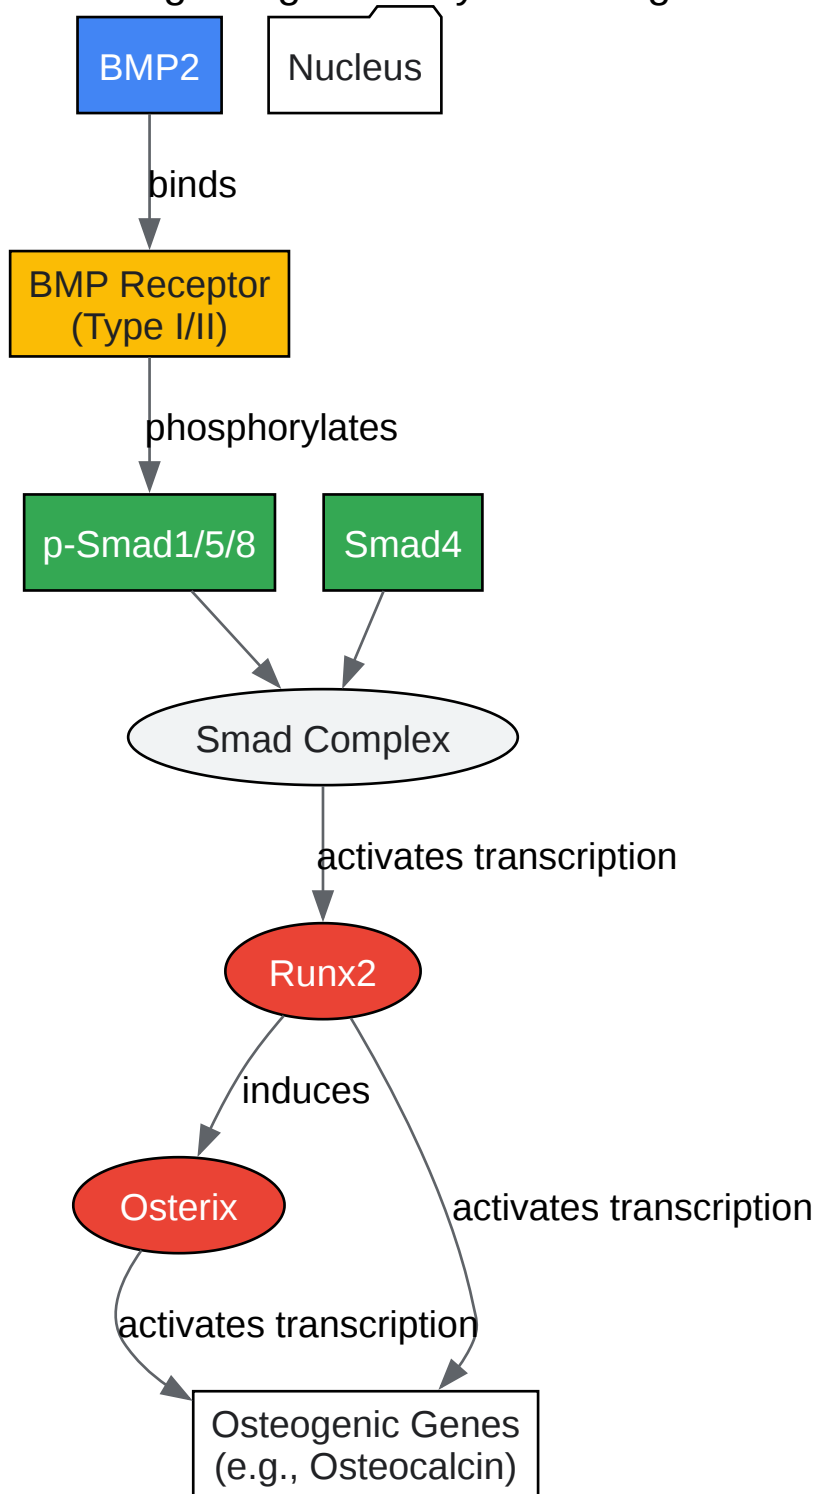 BMP2
Nucleus
binds
BMP Receptor
(Type I/II)
phosphorylates
p-Smad1/5/8
Smad4
Smad Complex
activates transcription
Runx2
induces
Osterix
activates transcription
activates transcription
Osteogenic Genes
(e.g., Osteocalcin)